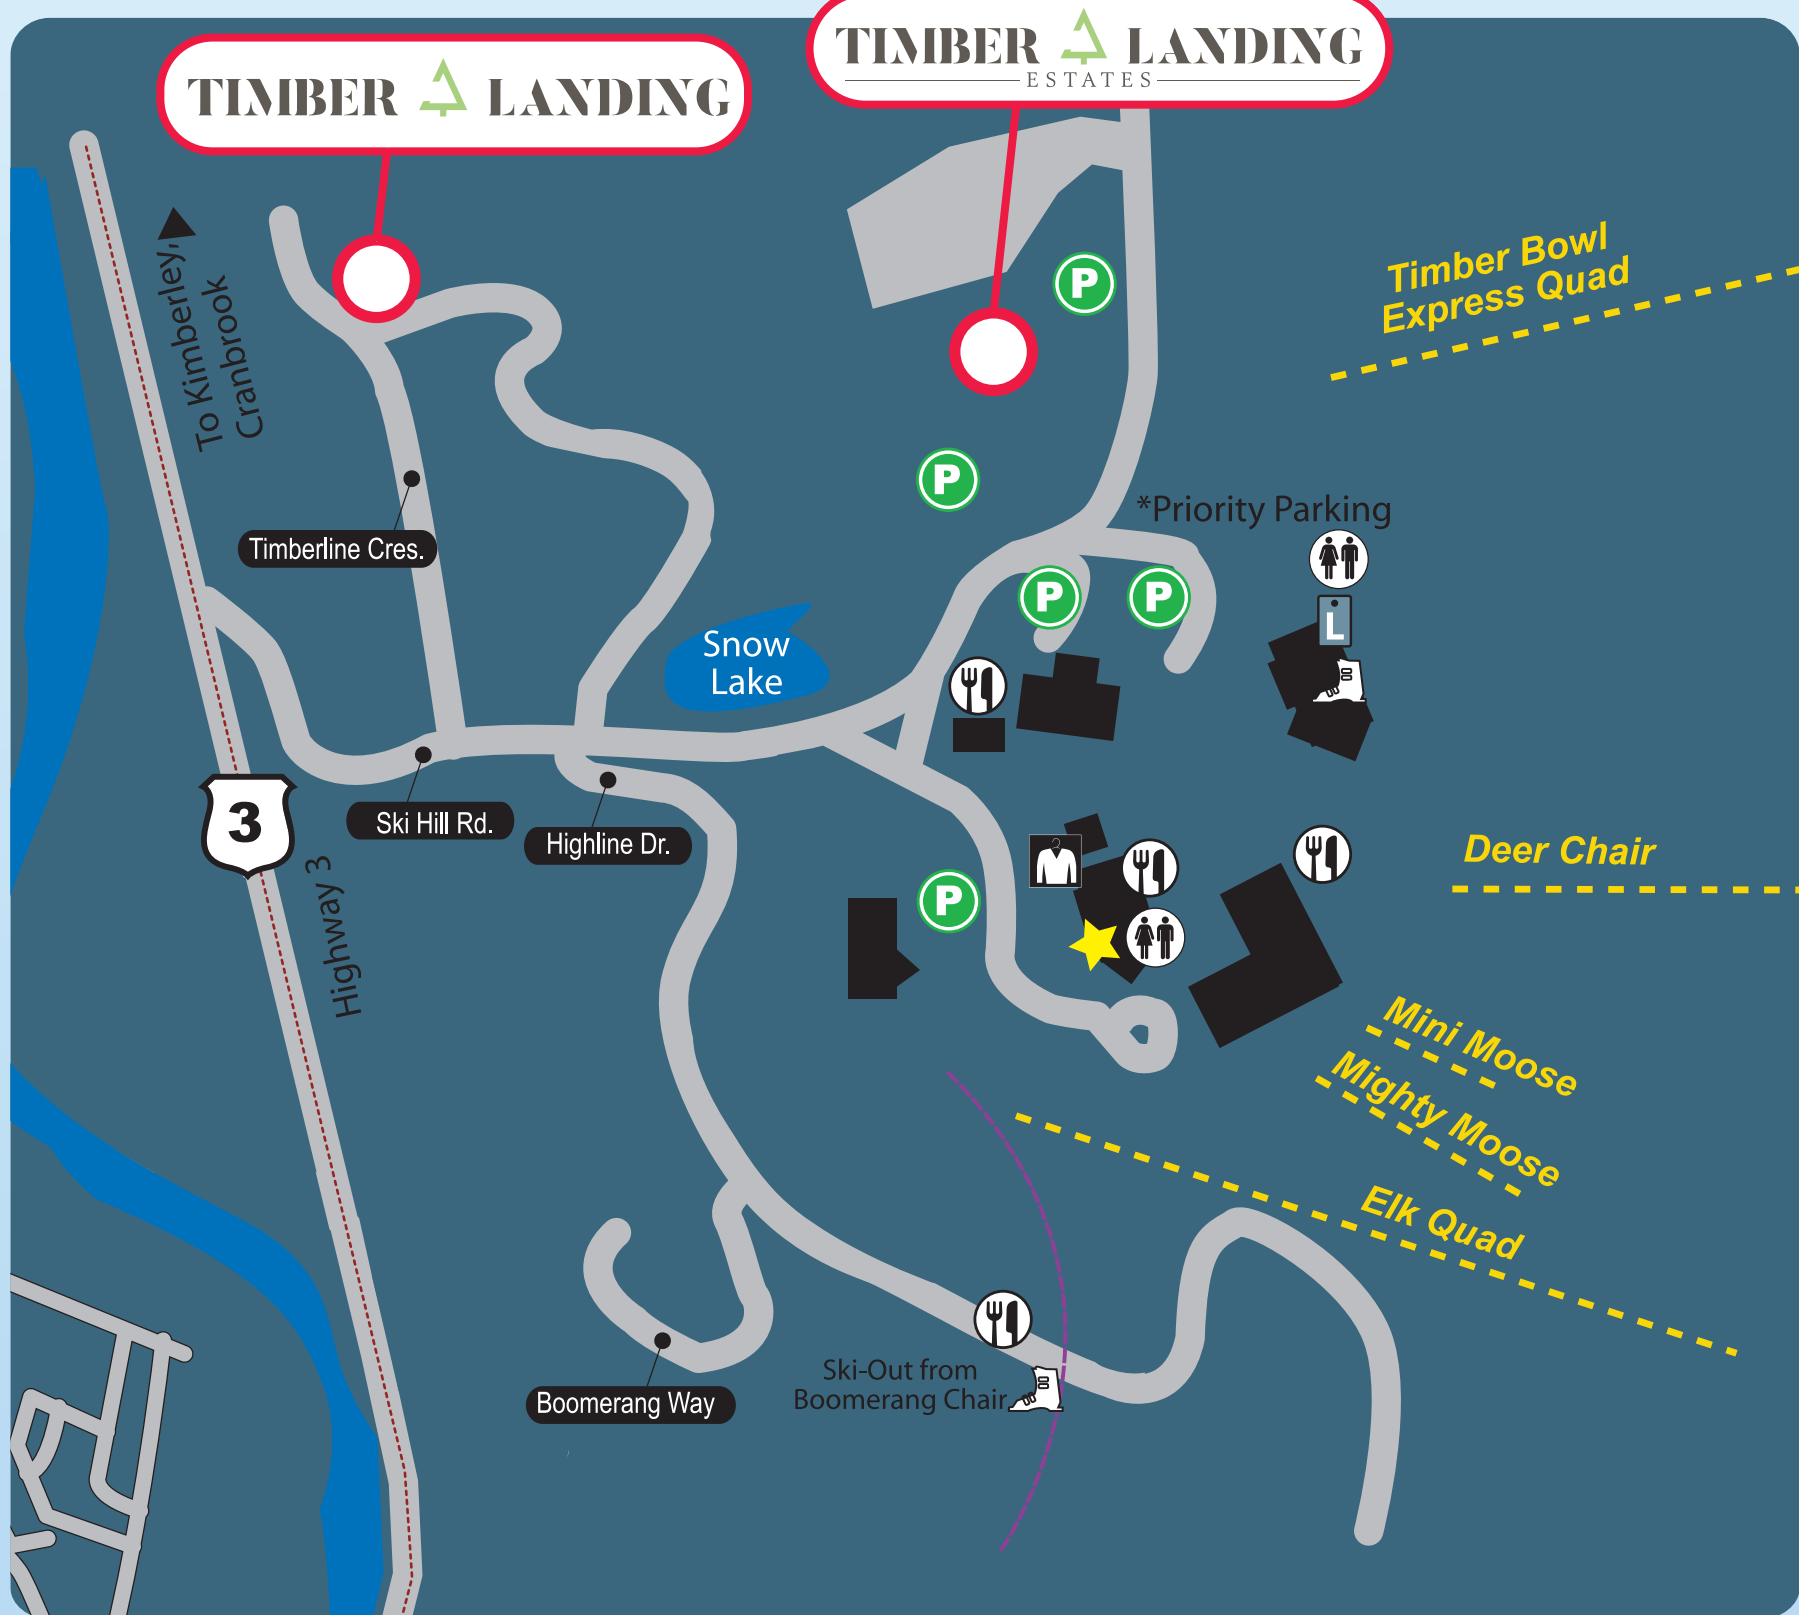 TIMBER LANDING
TIMBER LANDING
ESTATES
To Kimberley,
Cranbrook
Timber Bowl
Express Quad
P
P
*Priority Parking
Timberline Cres.
P
P
L
Snow
Lake
3
Ski Hill Rd.
Highline Dr.
Highway 3
P
Deer Chair
Mini Moose
Mighty Moose
Elk Quad
Ski-Out from
Boomerang Chair
Boomerang Way